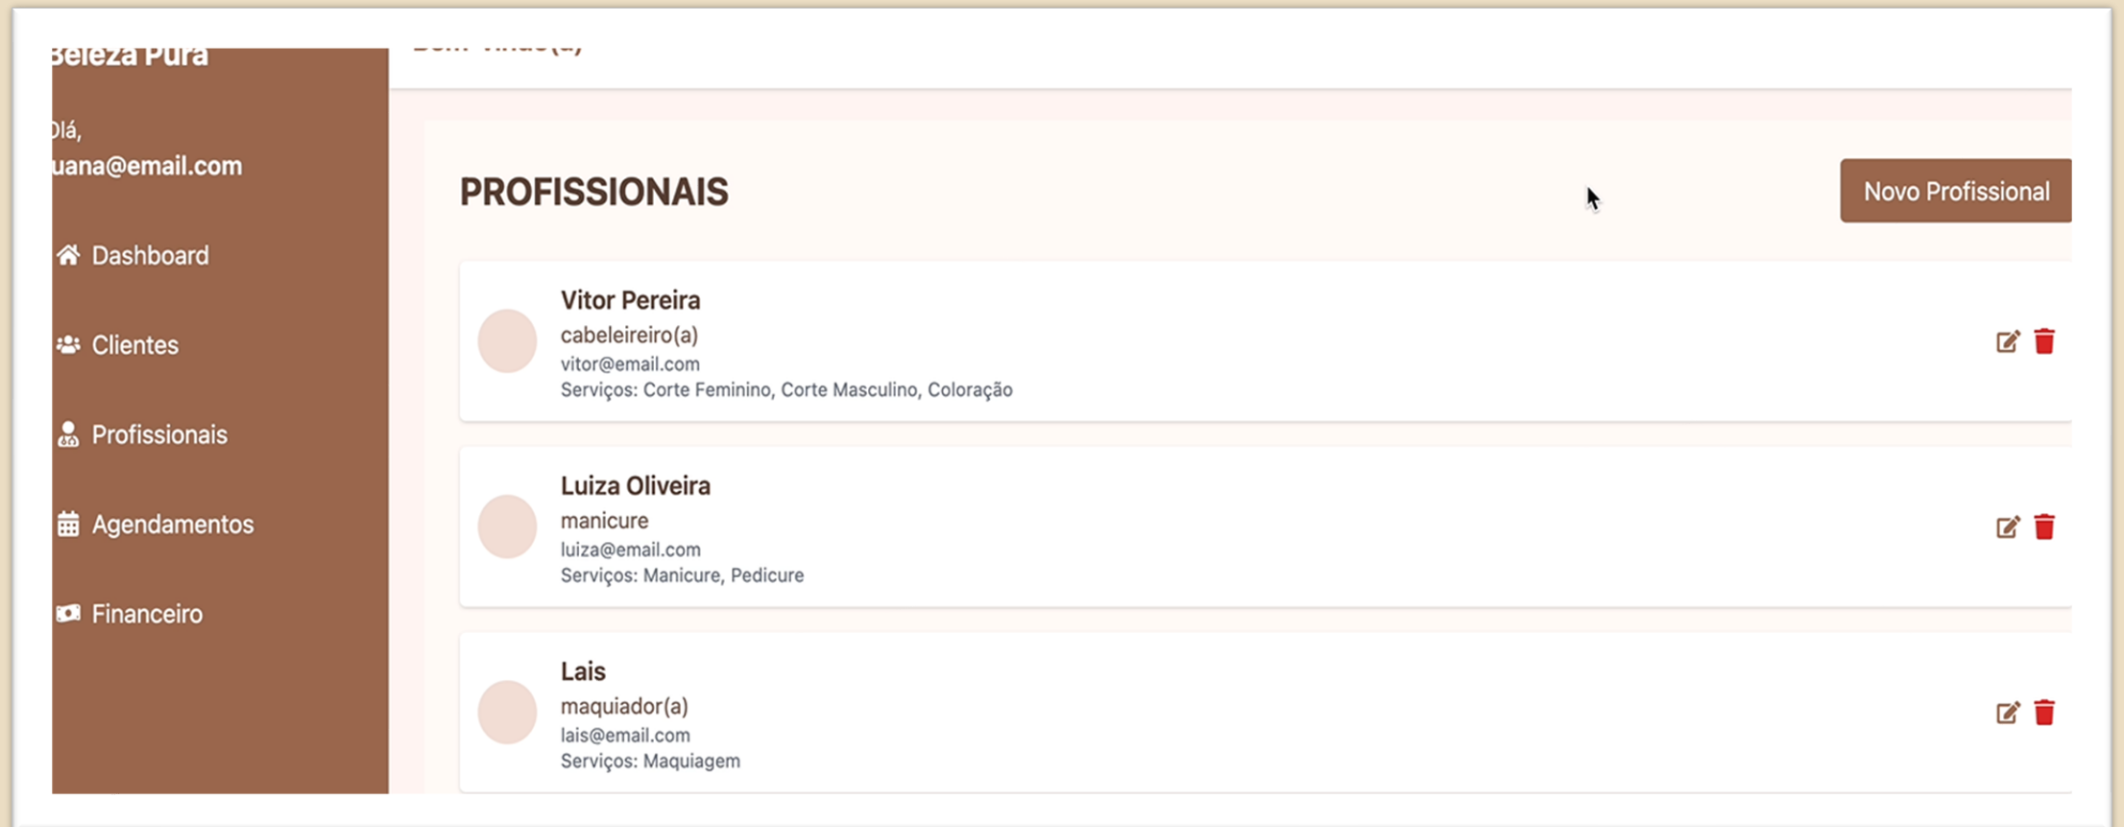 Beleza Pura
Olá,
uana@email.com
Dashboard
Clientes
Profissionais
Agendamentos
Financeiro
PROFISSIONAIS
Novo Profissional
Vitor Pereira
cabeleireiro(a)
vitor@email.com
Serviços: Corte Feminino, Corte Masculino, Coloração
Luiza Oliveira
manicure
luiza@email.com
Serviços: Manicure, Pedicure
Lais
maquiador(a)
lais@email.com
Serviços: Maquiagem